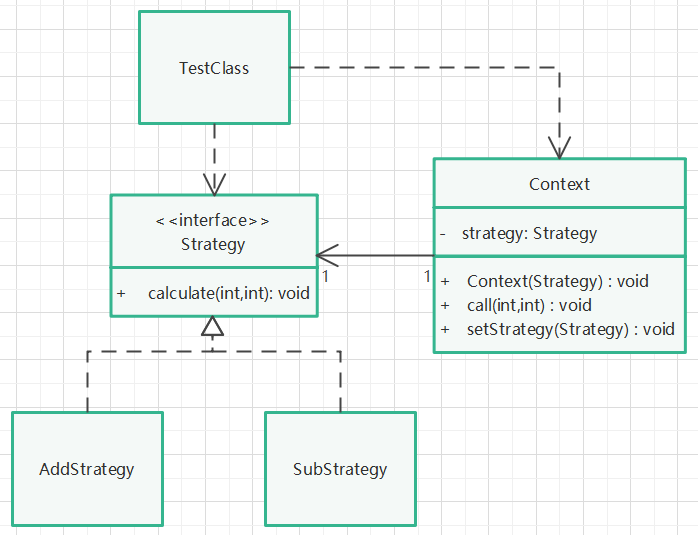 TestClass
Context
- strategy: Strategy
+ Context(Strategy) : void
+ call(int,int) : void
+ setStrategy(Strategy) : void
< <interface>>
Strategy
+ calculate(int,int): void
1
1
AddStrategy
SubStrategy